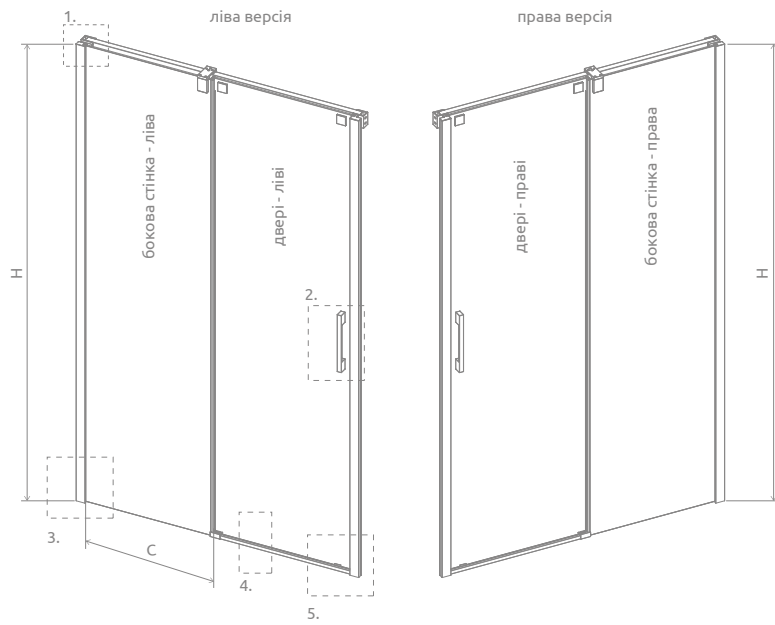 1.
ліва версія
права версія
бокова стінка - ліва
двері - ліві
двері - праві
бокова стінка - права
H
H
2.
3.
C
4.
5.